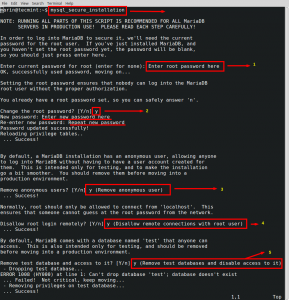 aaronk@tecmint:~$ mysql_secure_installation
NOTE: RUNNING ALL PARTS OF THIS SCRIPT IS RECOMMENDED FOR ALL MariaDB
SERVERS IN PRODUCTION USE! PLEASE READ EACH STEP CAREFULLY!
In order to log into MariaDB to secure it, we'll need the current
password for the root user. If you've just installed MariaDB, and
you haven't set the root password yet, the password will be blank,
so you should just press enter here.
Enter current password for root (enter for none): Enter root password here
1
OK, successfully used password, moving on...
Setting the root password ensures that nobody can log into the MariaDB
root user without the proper authorisation.
You already have a root password set, so you can safely answer 'n'.
Change the root password? [Y/n] y
2
New password: Enter new password here
Re-enter new password: Repeat new password
Password updated successfully!
Reloading privilege tables..
... Success!
By default, a MariaDB installation has an anonymous user, allowing anyone
to log into MariaDB without having to have a user account created for
them. This is intended only for testing, and to make the installation
go a bit smoother. You should remove them before moving into a
production environment.
Remove anonymous users? [Y/n] y (Remove anonymous user)
3
... Success!
Normally, root should only be allowed to connect from 'localhost'. This
ensures that someone cannot guess at the root password from the network.
Disallow root login remotely? [Y/n] y (Disallow remote connections with root user)
4
... Success!
By default, MariaDB comes with a database named 'test' that anyone can
access. This is also intended only for testing, and should be removed
before moving into a production environment.
5
Remove test database and access to it? [Y/n] y (Remove test databases and disable access to it)
- Dropping test database...
ERROR 1008 (HY000) at line 1: Can't drop database 'test'; database doesn't exist
... Failed! Not critical, keep moving...
- Removing privileges on test database...
... Success!
1,1 Top